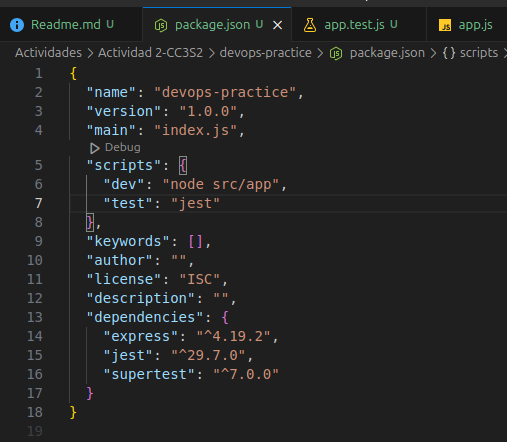 Readme.md U package.json U × app.test.js U app.js
Actividades > Actividad 2-CC3S2 > devops-practice > package.json > {} scripts >
1 {
2 "name": "devops-practice",
3 "version": "1.0.0",
4 "main": "index.js",
Debug
5 "scripts": {
6 "dev": "node src/app",
7 "test": "jest"
8 },
9 "keywords": [],
10 "author": "",
11 "license": "ISC",
12 "description": "",
13 "dependencies": {
14 "express": "^4.19.2",
15 "jest": "^29.7.0",
16 "supertest": "^7.0.0"
17 }
18 }
19